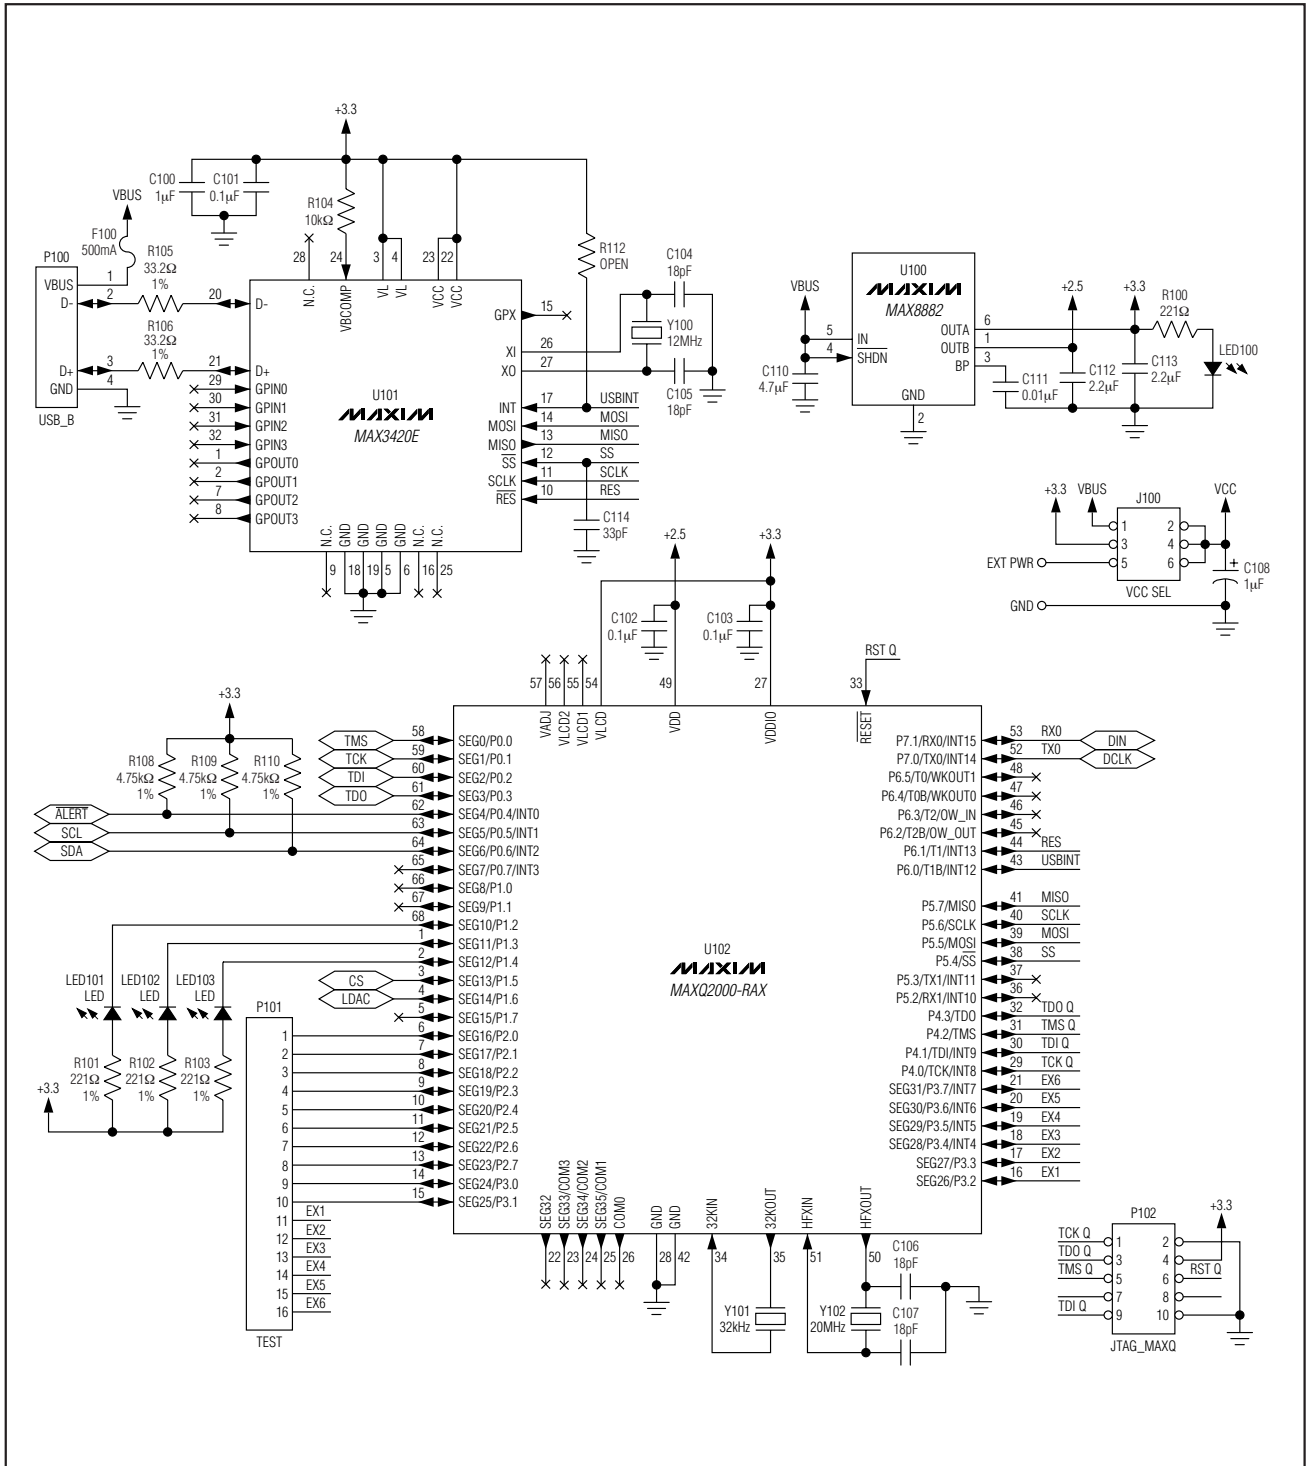 +3.3
C100
1µF
C101
0.1µF
VBUS
F100
500mA
R104
10kΩ
R112
OPEN
C104
18pF
Y100
12MHz
C105
18pF
P100
VBUS
D-
D+
GND
USB_B
1
2
3
4
R105
33.2Ω
1%
R106
33.2Ω
1%
28
24
3
4
23
22
N.C.
VBCOMP
VL
VL
VCC
VCC
20
D-
21
D+
29
GPIN0
30
GPIN1
31
GPIN2
32
GPIN3
1
GPOUT0
2
GPOUT1
7
GPOUT2
8
GPOUT3
U101
MAXIM
MAX3420E
GPX
15
XI
26
XO
27
INT
17
USBINT
MOSI
14
MOSI
MISO
13
MISO
SS
12
SS
SCLK
11
SCLK
RES
10
RES
C114
33pF
N.C.
GND
GND
GND
GND
N.C.
N.C.
9
18
19
5
6
16
25
U100
MAXIM
MAX8882
VBUS
5
IN
4
SHDN
C110
4.7µF
GND
2
OUTA
6
OUTB
1
BP
3
+2.5
+3.3
R100
221Ω
LED100
C111
0.01µF
C112
2.2µF
C113
2.2µF
+3.3
VBUS
J100
VCC
1
2
3
4
EXT PWR
5
6
VCC SEL
GND
+
C108
1µF
+2.5
+3.3
C102
0.1µF
C103
0.1µF
RST Q
57
56
55
54
49
27
33
VADJ
VLCD2
VLCD1
VLCD
VDD
VDDIO
RESET
+3.3
R108
4.75kΩ
1%
R109
4.75kΩ
1%
R110
4.75kΩ
1%
TMS
58
SEG0/P0.0
TCK
59
SEG1/P0.1
TDI
60
SEG2/P0.2
TDO
61
SEG3/P0.3
ALERT
62
SEG4/P0.4/INT0
SCL
63
SEG5/P0.5/INT1
SDA
64
SEG6/P0.6/INT2
65
SEG7/P0.7/INT3
66
SEG8/P1.0
67
SEG9/P1.1
68
SEG10/P1.2
1
SEG11/P1.3
2
SEG12/P1.4
CS
3
SEG13/P1.5
LDAC
4
SEG14/P1.6
5
SEG15/P1.7
6
SEG16/P2.0
7
SEG17/P2.1
8
SEG18/P2.2
9
SEG19/P2.3
10
SEG20/P2.4
11
SEG21/P2.5
12
SEG22/P2.6
13
SEG23/P2.7
14
SEG24/P3.0
15
SEG25/P3.1
LED101
LED
LED102
LED
LED103
LED
R101
221Ω
1%
R102
221Ω
1%
R103
221Ω
1%
+3.3
P101
1
2
3
4
5
6
7
8
9
10
11
EX1
12
EX2
13
EX3
14
EX4
15
EX5
16
EX6
TEST
U102
MAXIM
MAXQ2000-RAX
P7.1/RX0/INT15
53
RX0
DIN
P7.0/TX0/INT14
52
TX0
DCLK
P6.5/T0/WKOUT1
48
P6.4/T0B/WKOUT0
47
P6.3/T2/OW_IN
46
P6.2/T2B/OW_OUT
45
P6.1/T1/INT13
44
RES
P6.0/T1B/INT12
43
USBINT
P5.7/MISO
41
MISO
P5.6/SCLK
40
SCLK
P5.5/MOSI
39
MOSI
P5.4/SS
38
SS
P5.3/TX1/INT11
37
P5.2/RX1/INT10
36
P4.3/TDO
32
TDO Q
P4.2/TMS
31
TMS Q
P4.1/TDI/INT9
30
TDI Q
P4.0/TCK/INT8
29
TCK Q
SEG31/P3.7/INT7
21
EX6
SEG30/P3.6/INT6
20
EX5
SEG29/P3.5/INT5
19
EX4
SEG28/P3.4/INT4
18
EX3
SEG27/P3.3
17
EX2
SEG26/P3.2
16
EX1
SEG32
SEG33/COM3
SEG34/COM2
SEG35/COM1
COM0
GND
GND
32KIN
32KOUT
HFXIN
HFXOUT
22
23
24
25
26
28
42
34
35
51
50
Y101
32kHz
Y102
20MHz
C106
18pF
C107
18pF
P102
+3.3
TCK Q
1
2
TDO Q
3
4
TMS Q
5
6
RST Q
7
8
TDI Q
9
10
JTAG_MAXQ